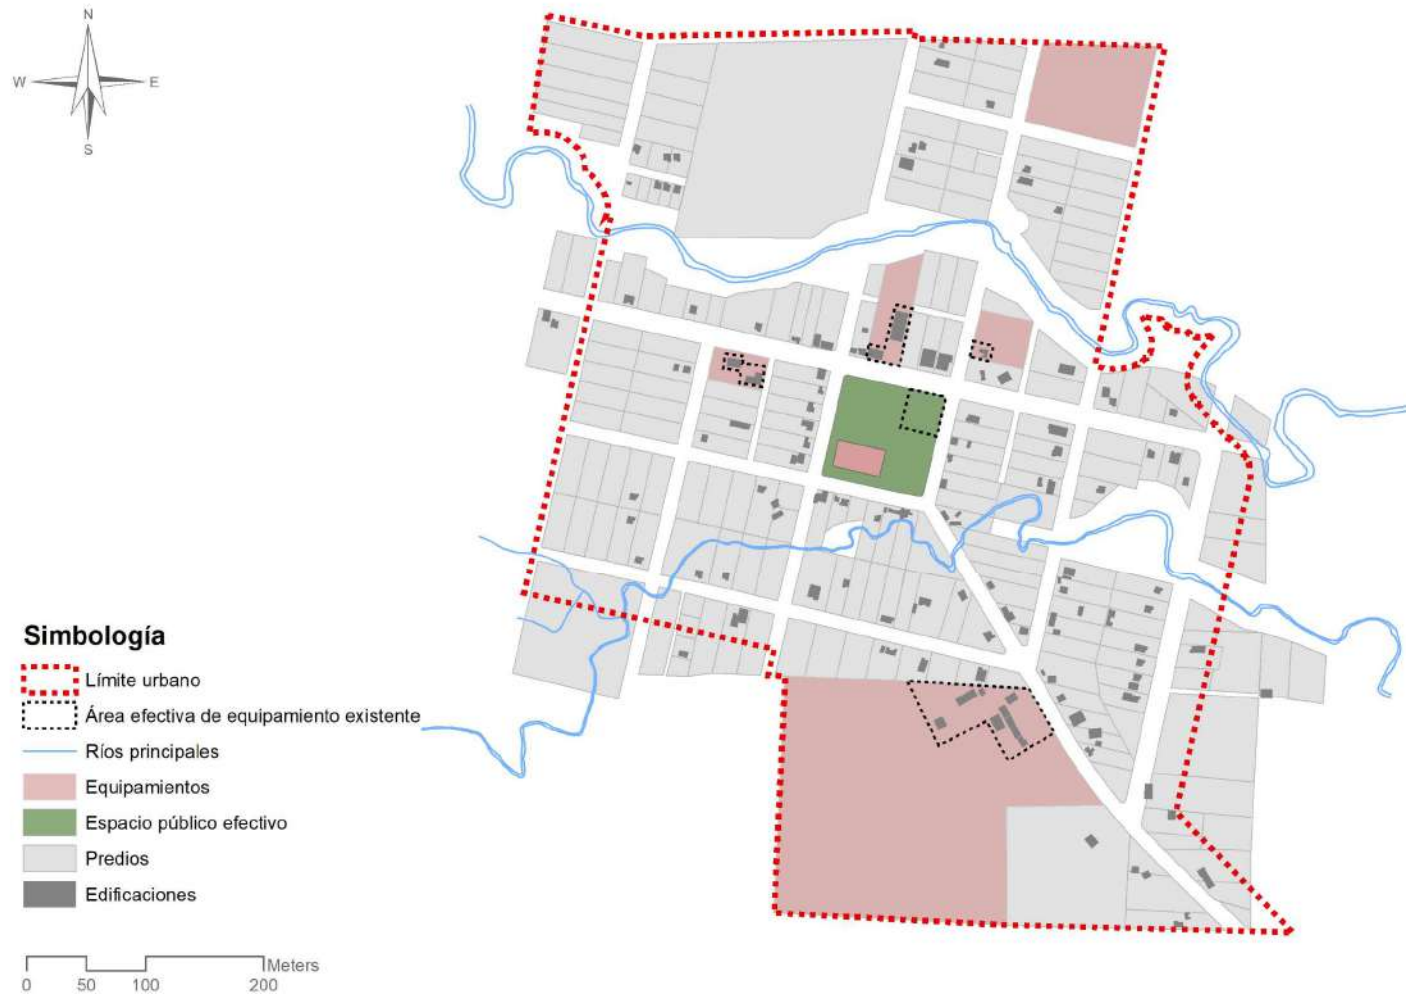 N
W
E
S
Simbología
Límite urbano
Área efectiva de equipamiento existente
Ríos principales
Equipamientos
Espacio público efectivo
Predios
Edificaciones
Meters
0 50 100 200